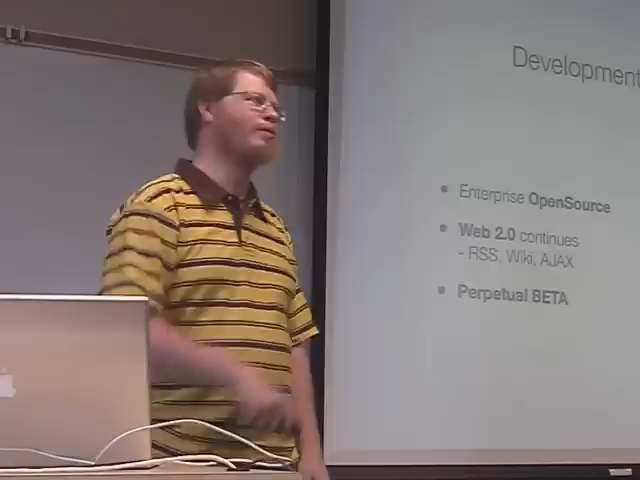 Development
Enterprise OpenSource
Web 2.0 continues
- RSS, Wiki, AJAX
Perpetual BETA